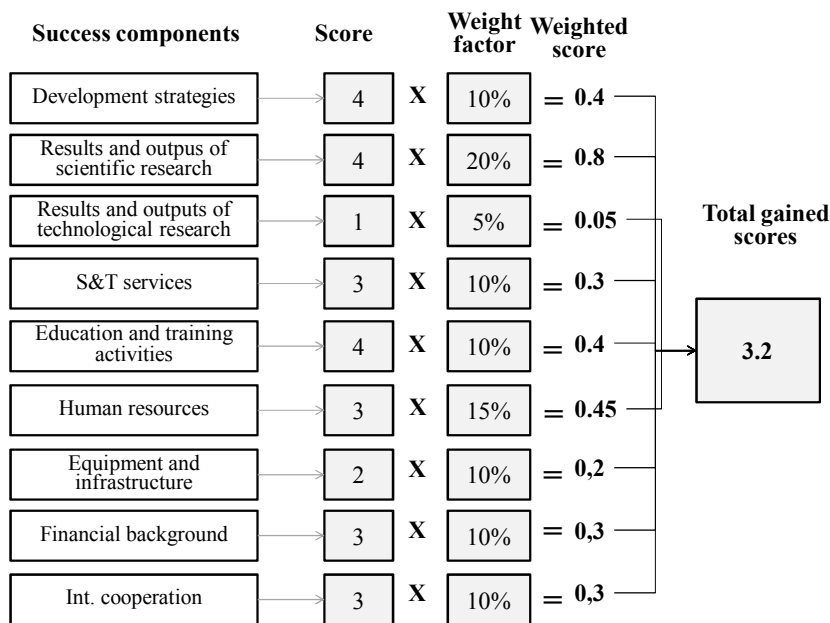 Success components Score Weight factor Weighted score
Development strategies 4 X 10% = 0.4
Results and outpus of
scientific research 4 X 20% = 0.8
Results and outputs of
technological research 1 X 5% = 0.05
Total gained
scores
S&T services 3 X 10% = 0.3
Education and training
activities 4 X 10% = 0.4
3.2
Human resources 3 X 15% = 0.45
Equipment and
infrastructure 2 X 10% = 0,2
Financial background 3 X 10% = 0,3
Int. cooperation 3 X 10% = 0,3